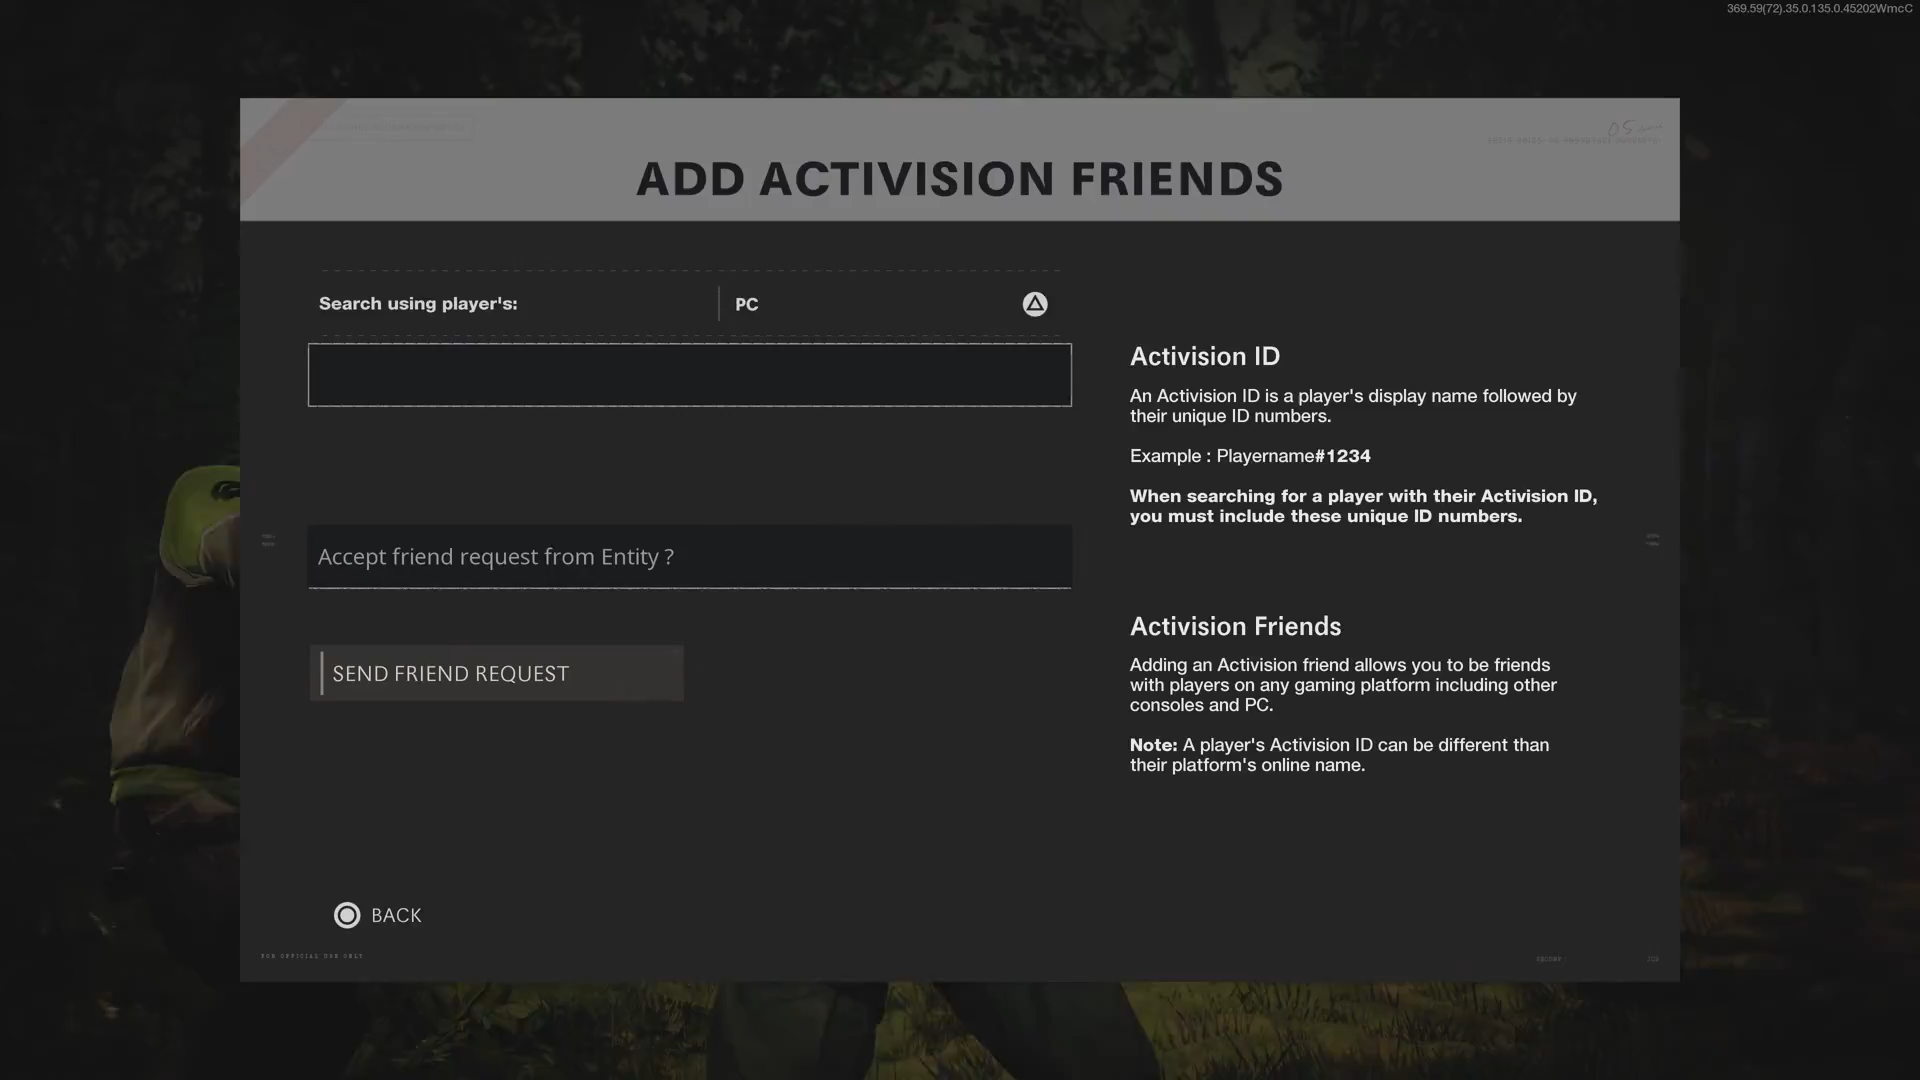 369.59(72).35.0.135.0.45202WmcC
ADD ACTIVISION FRIENDS
Search using player's:
PC
Activision ID
An Activision ID is a player's display name followed by
their unique ID numbers.
Example : Playername#1234
When searching for a player with their Activision ID,
you must include these unique ID numbers.
Accept friend request from Entity ?
SEND FRIEND REQUEST
Activision Friends
Adding an Activision friend allows you to be friends
with players on any gaming platform including other
consoles and PC.
Note: A player's Activision ID can be different than
their platform's online name.
BACK
FOR OFFICIAL USE ONLY